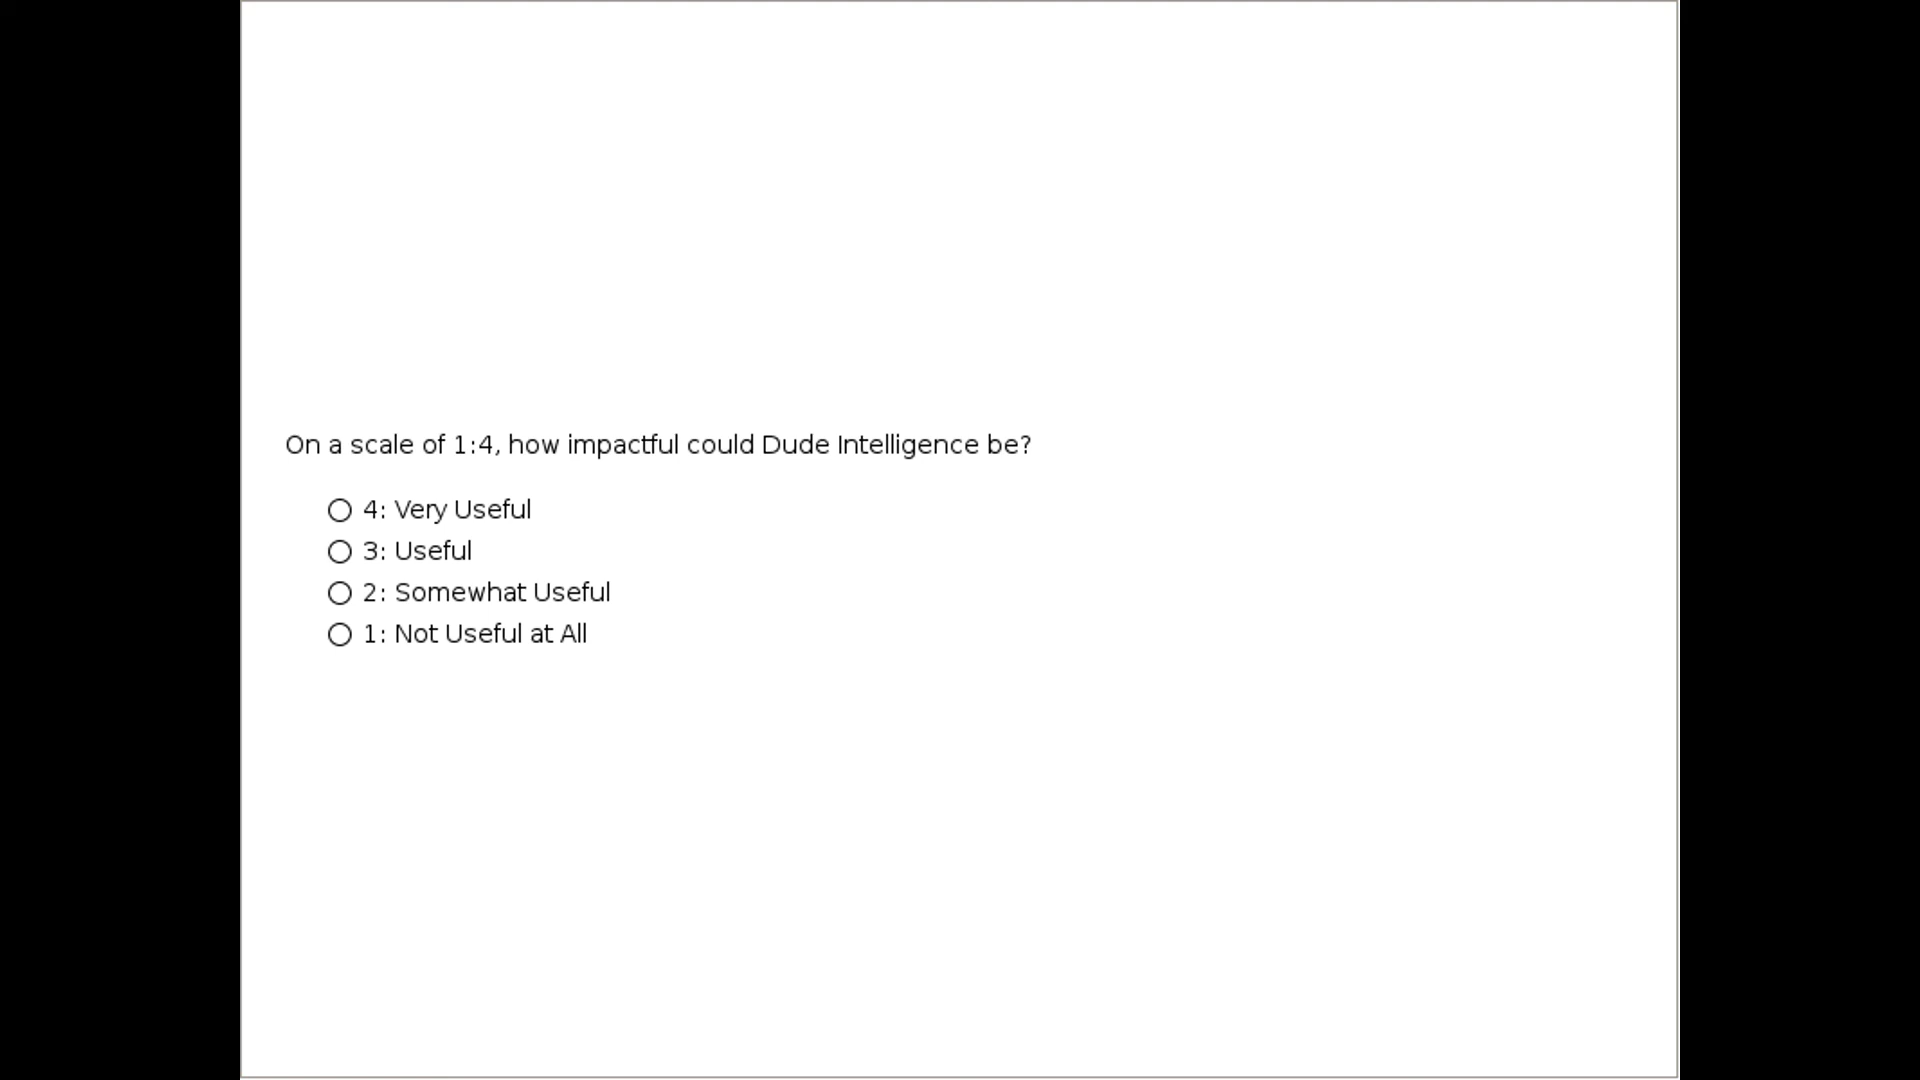 On a scale of 1:4, how impactful could Dude Intelligence be?
4: Very Useful
3: Useful
2: Somewhat Useful
1: Not Useful at All